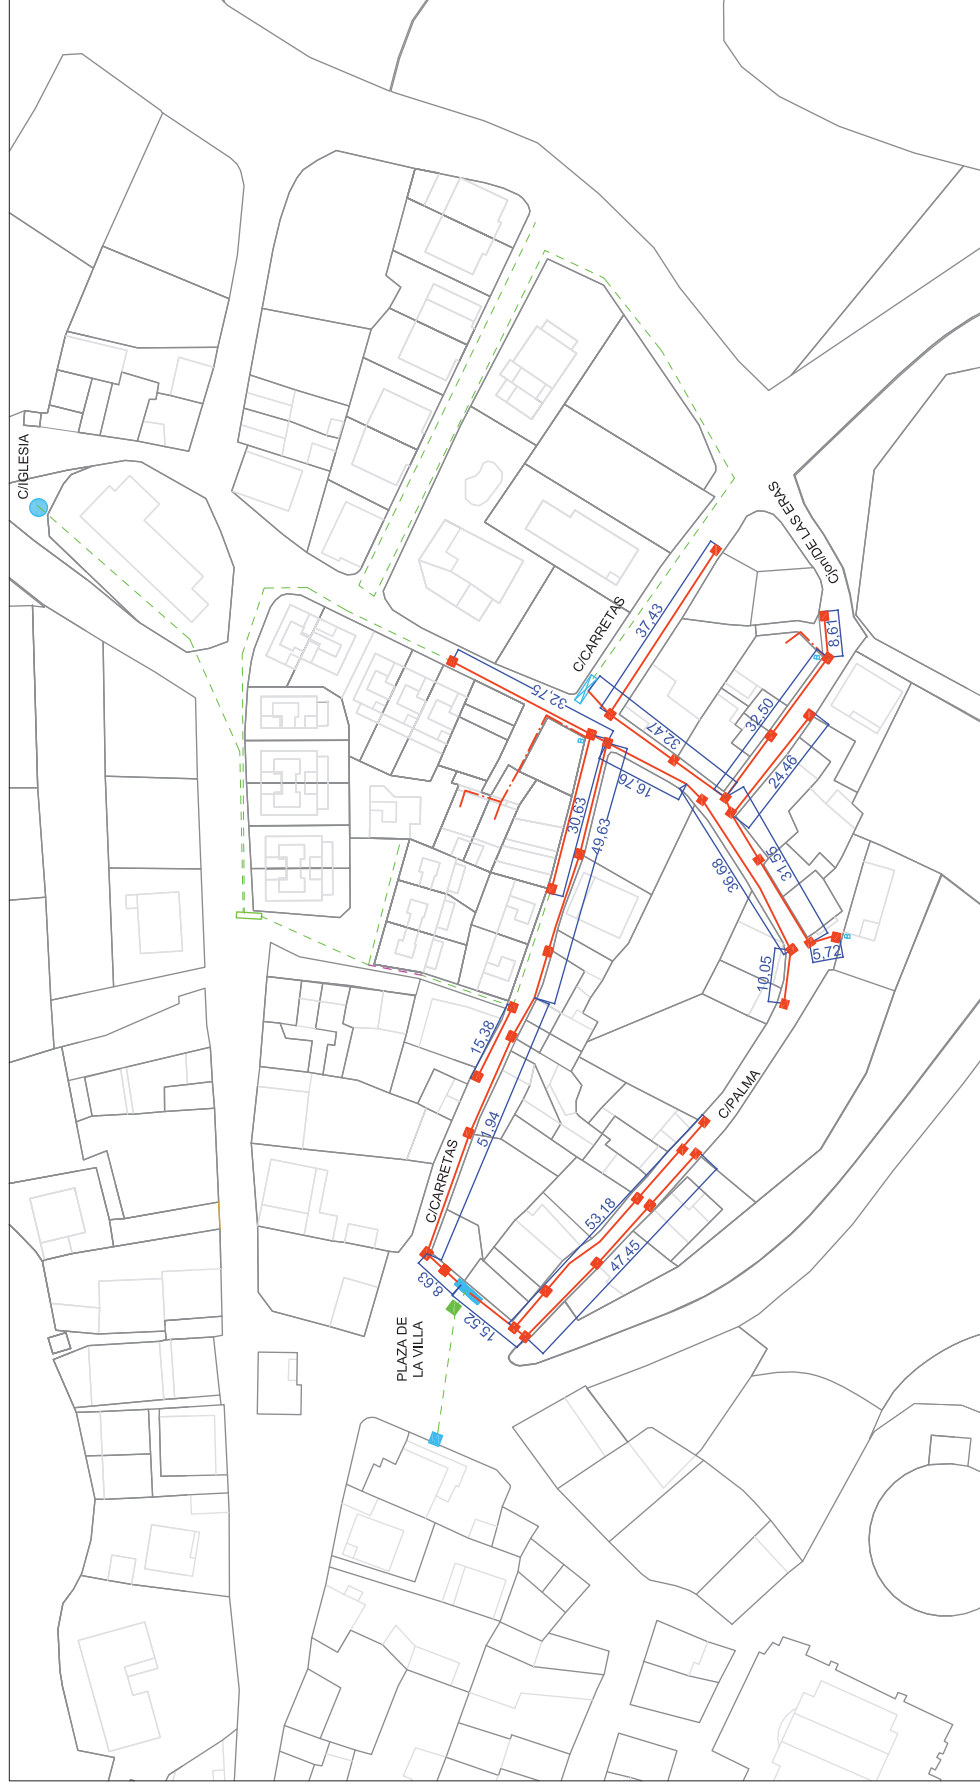 C/IGLESIA
Cjon/DE LAS ERAS
C/CARRETAS
37,43
8,61
32,75
32,47
32,50
24,46
16,76
30,63
49,63
36,68
31,55
5,72
10,05
15,38
51,94
C/PALMA
C/CARRETAS
53,18
47,45
8,63
15,52
PLAZA DE
LA VILLA
B
B
B